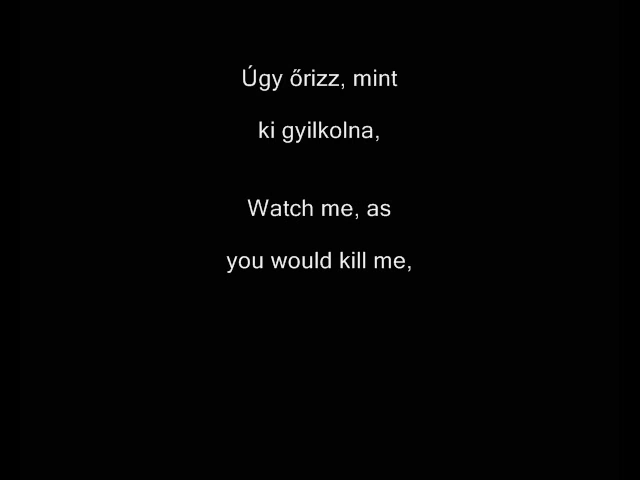 Úgy őrizz, mint
ki gyilkolna,
Watch me, as
you would kill me,